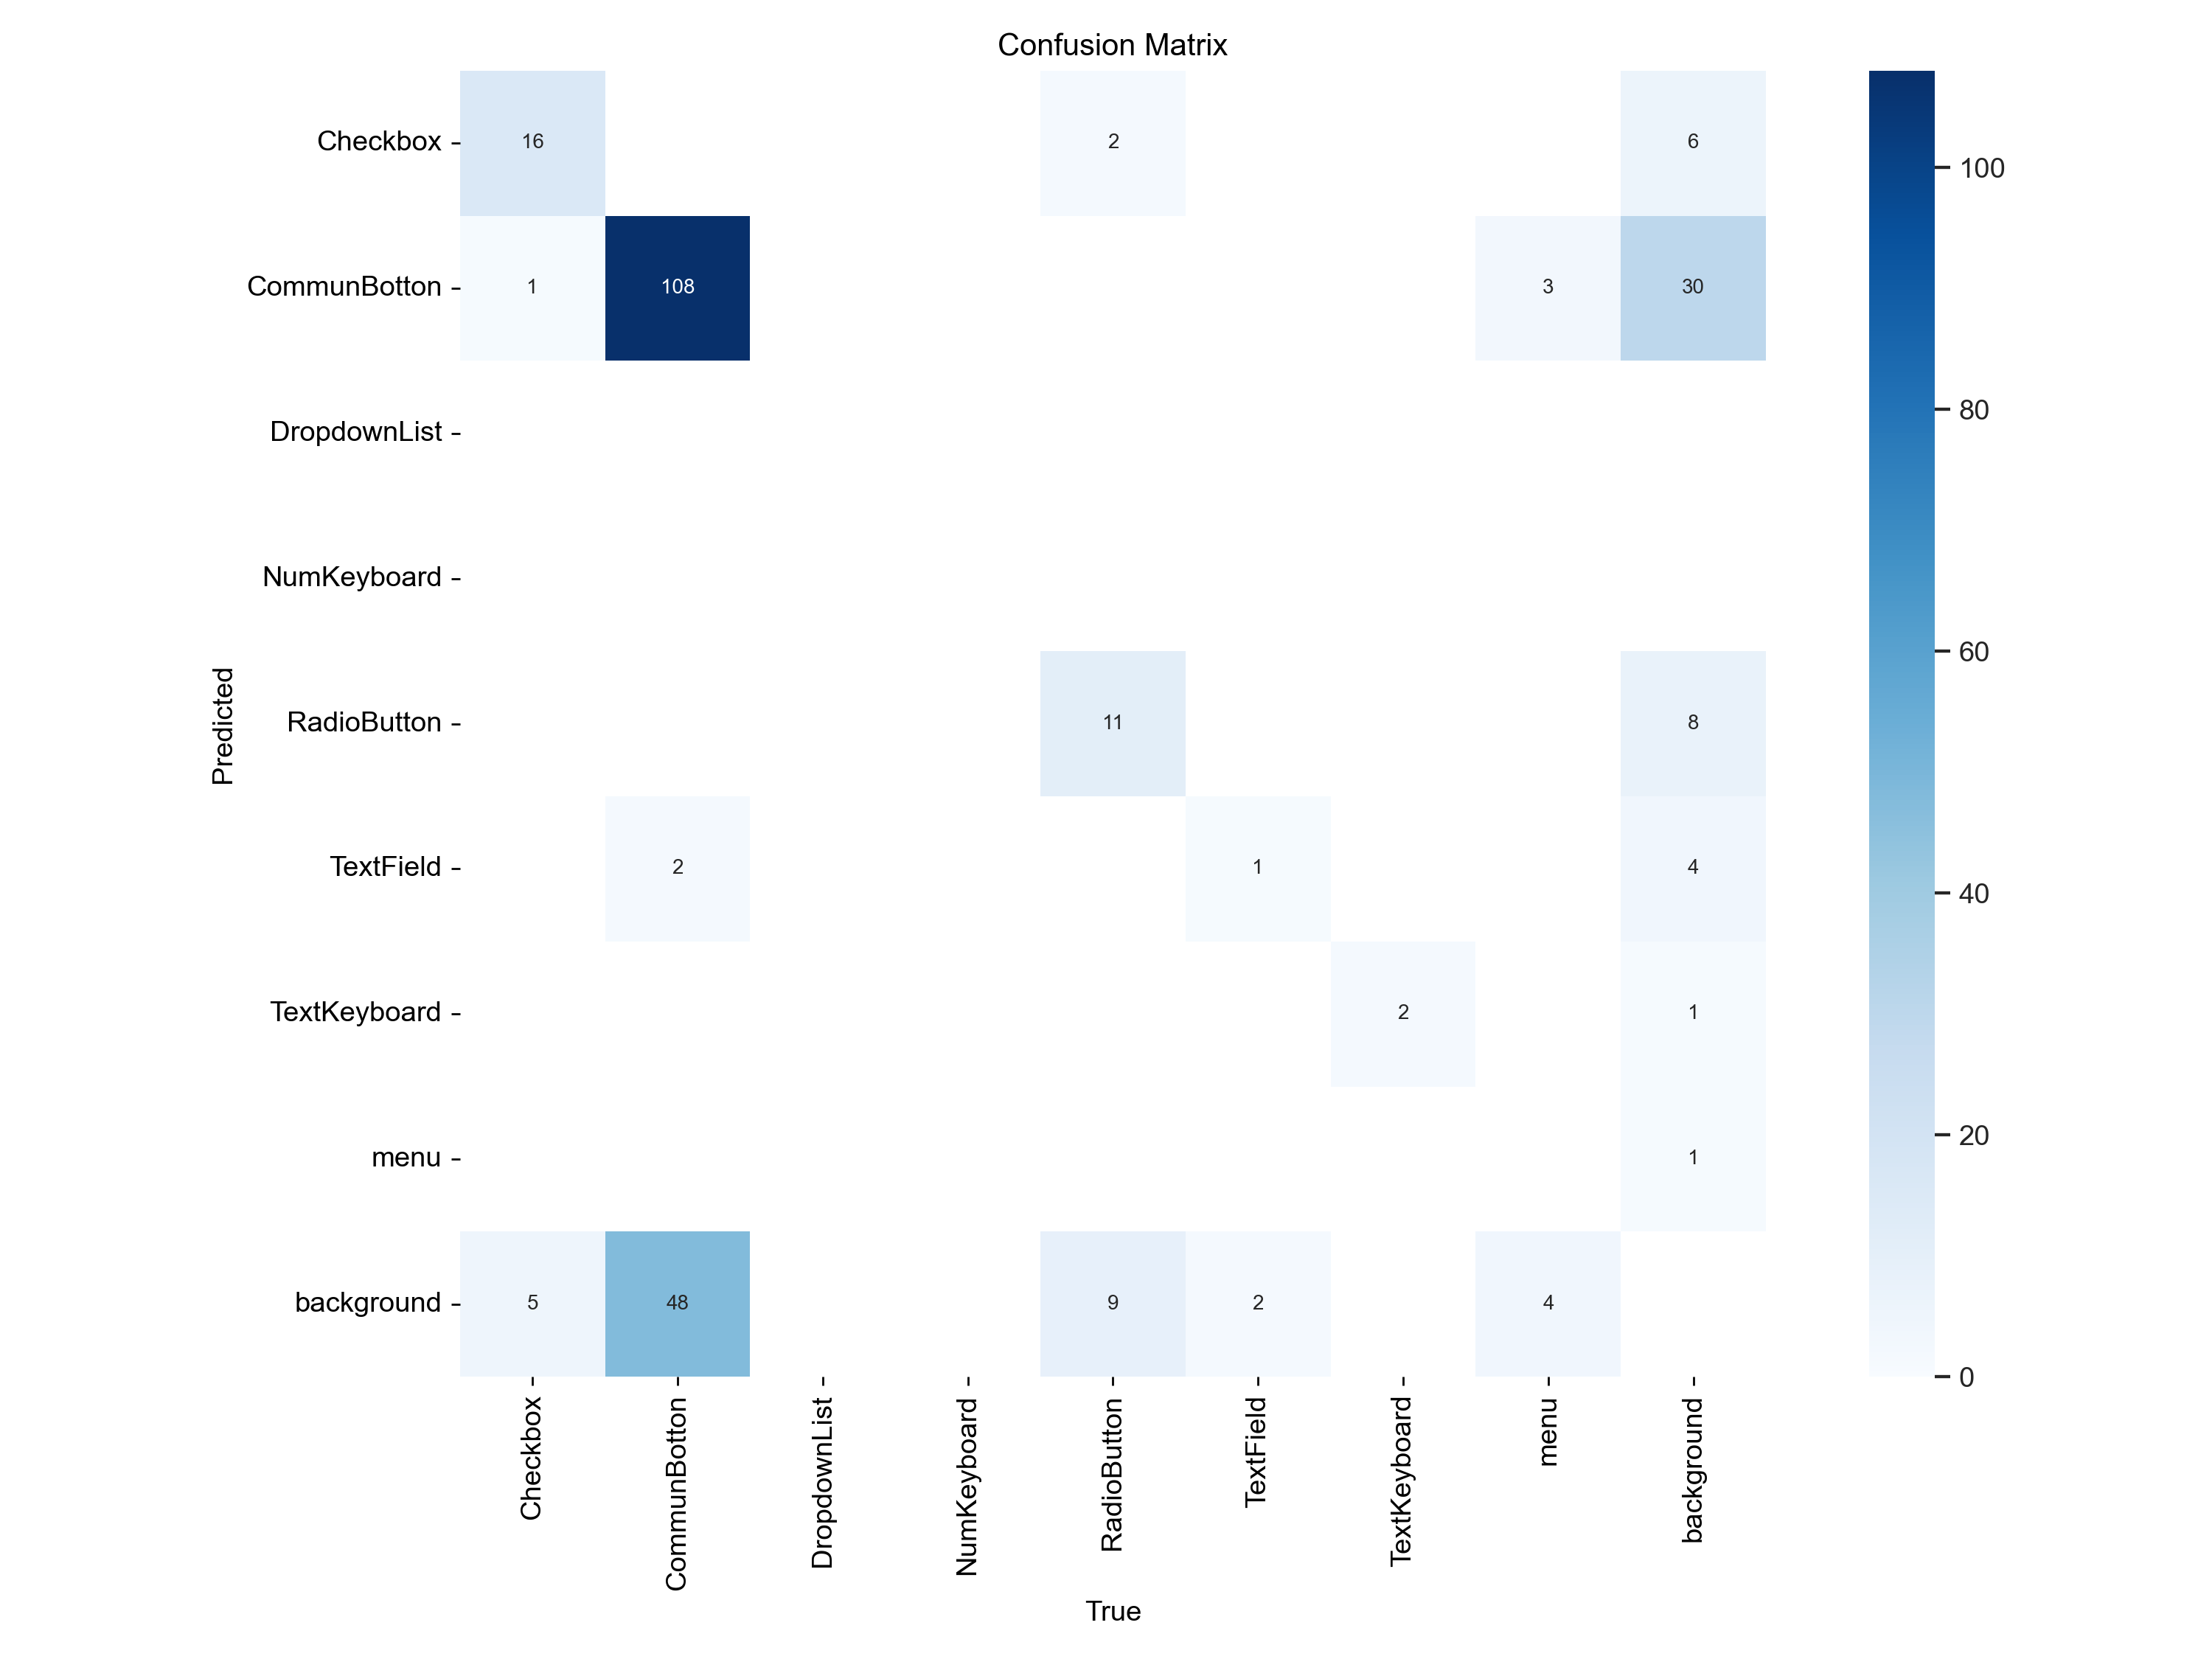 Confusion Matrix
Checkbox 16 2 6
CommunBotton 1 108 3 30
DropdownList
NumKeyboard
RadioButton 11 8
TextField 2 1 4
TextKeyboard 2 1
menu 1
background 5 48 9 2 4
Predicted
Checkbox
CommunBotton
DropdownList
NumKeyboard
RadioButton
TextField
TextKeyboard
menu
background
True
100
80
60
40
20
0